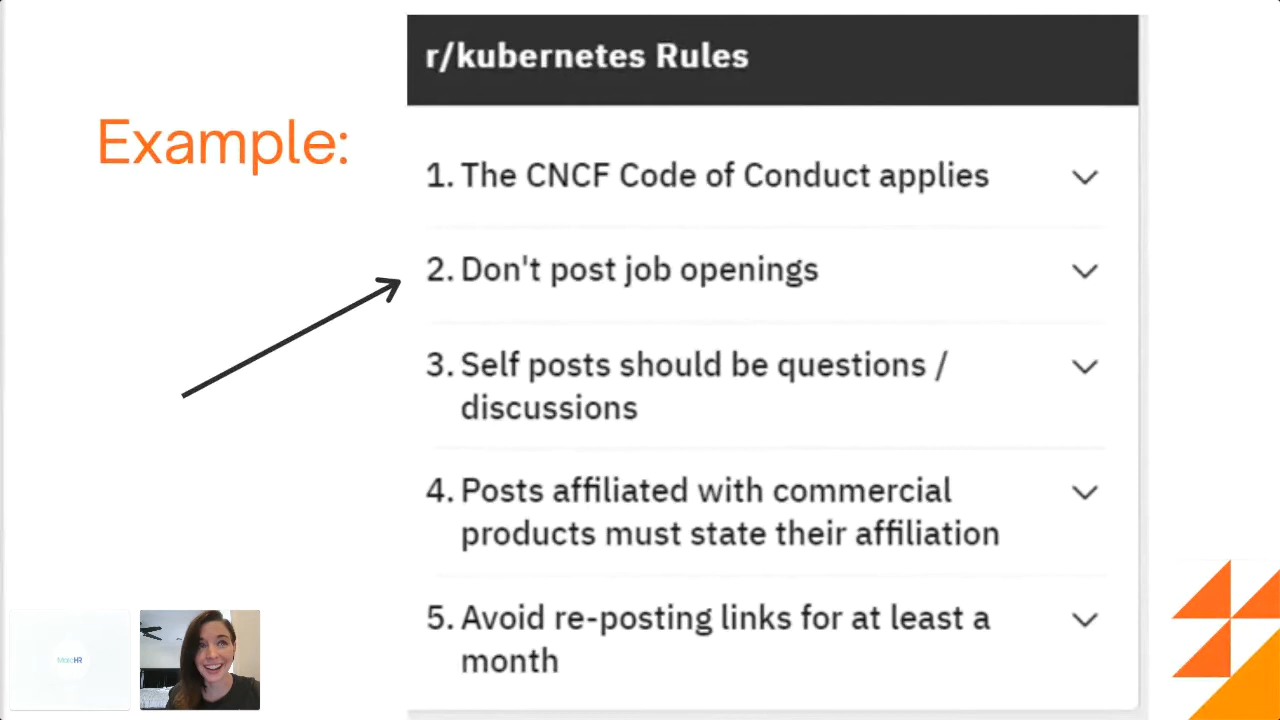 r/kubernetes Rules
Example:
1. The CNCF Code of Conduct applies
2. Don't post job openings
3. Self posts should be questions /
discussions
4. Posts affiliated with commercial
products must state their affiliation
5. Avoid re-posting links for at least a
month